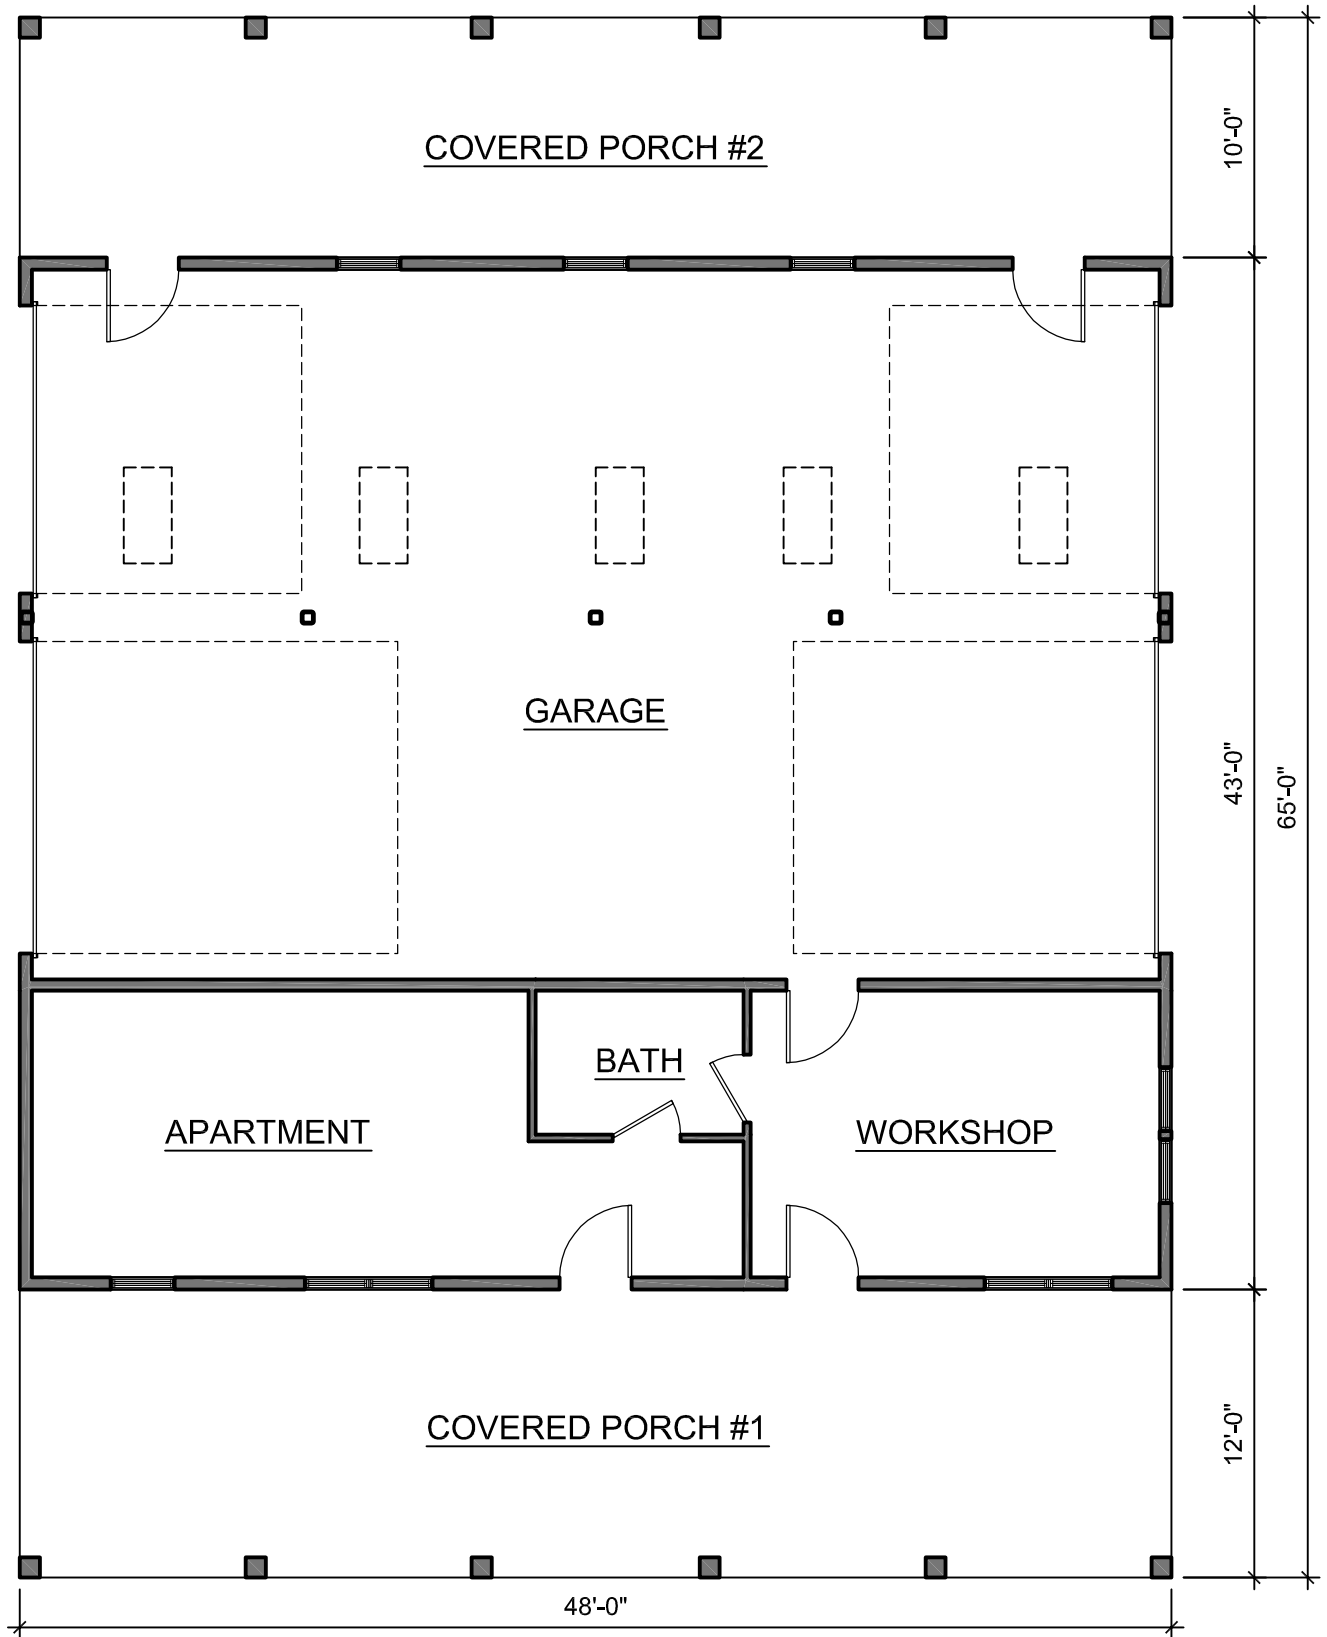 COVERED PORCH #2
10'-0"
GARAGE
43'-0"
65'-0"
BATH
APARTMENT
WORKSHOP
COVERED PORCH #1
12'-0"
48'-0"